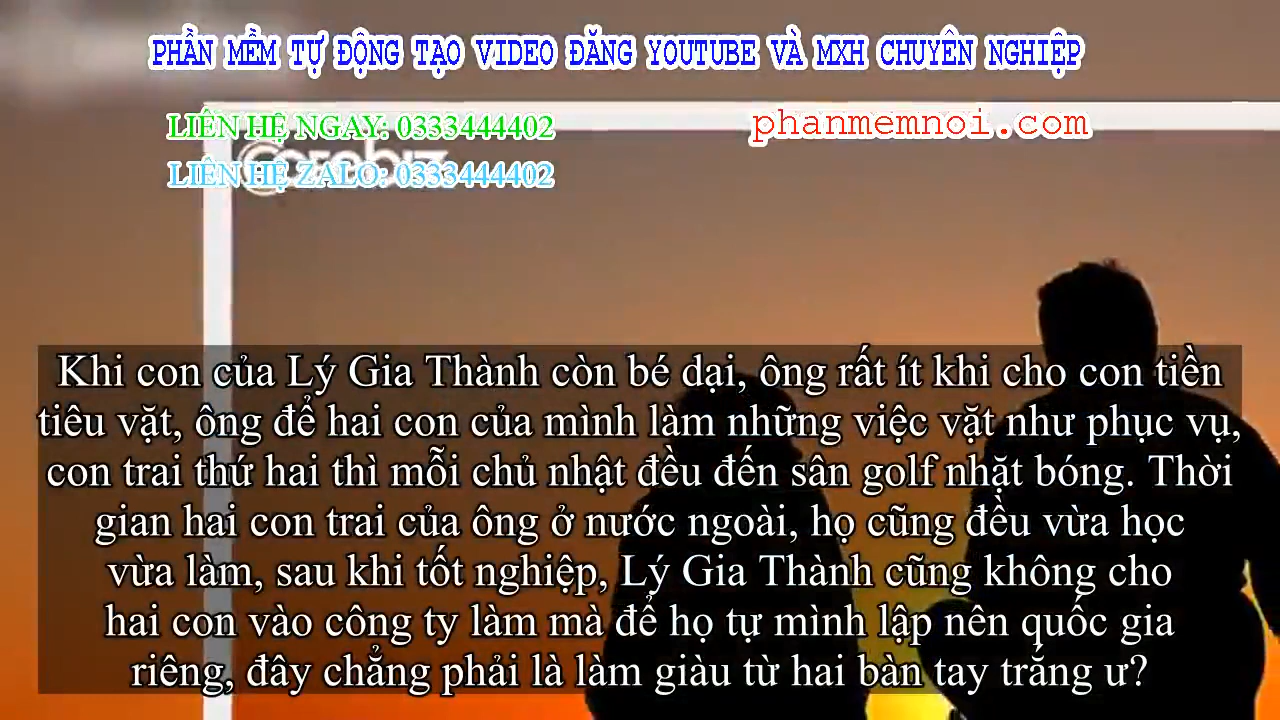 PHẦN MỀM TỰ ĐỘNG TẠO VIDEO ĐĂNG YOUTUBE VÀ MXH CHUYÊN NGHIỆP
LIÊN HỆ NGAY: 0333444402
phanmemnoi.com
LIÊN HỆ ZALO: 0333444402
Khi con của Lý Gia Thành còn bé dại, ông rất ít khi cho con tiền
tiêu vặt, ông để hai con của mình làm những việc vặt như phục vụ,
con trai thứ hai thì mỗi chủ nhật đều đến sân golf nhặt bóng. Thời
gian hai con trai của ông ở nước ngoài, họ cũng đều vừa học
vừa làm, sau khi tốt nghiệp, Lý Gia Thành cũng không cho
hai con vào công ty làm mà để họ tự mình lập nên quốc gia
riêng, đây chẳng phải là làm giàu từ hai bàn tay trắng ư?